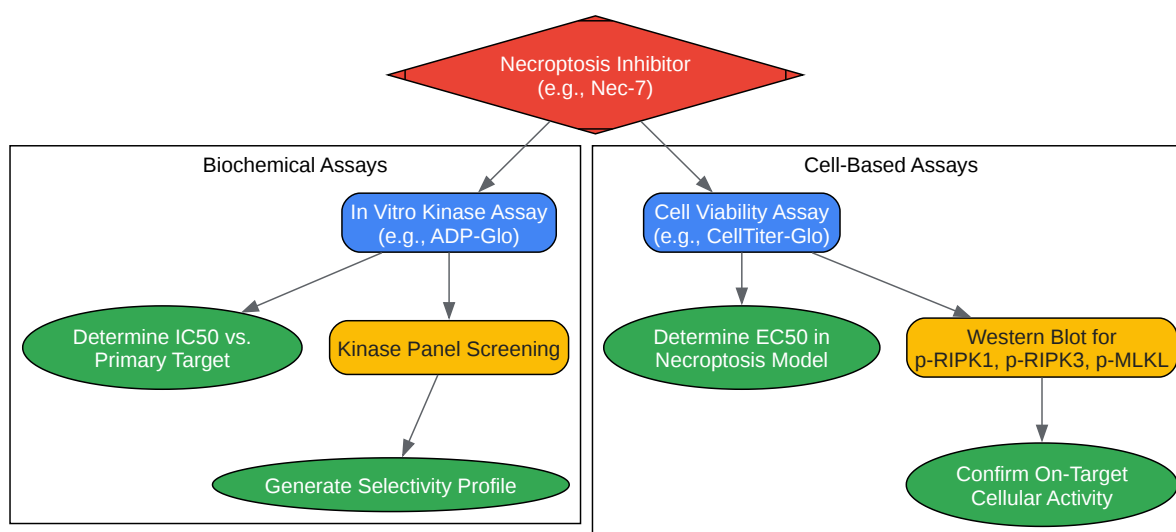 Necroptosis Inhibitor
(e.g., Nec-7)
Biochemical Assays
In Vitro Kinase Assay
(e.g., ADP-Glo)
Determine IC50 vs.
Primary Target
Kinase Panel Screening
Generate Selectivity Profile
Cell-Based Assays
Cell Viability Assay
(e.g., CellTiter-Glo)
Determine EC50 in
Necroptosis Model
Western Blot for
p-RIPK1, p-RIPK3, p-MLKL
Confirm On-Target
Cellular Activity